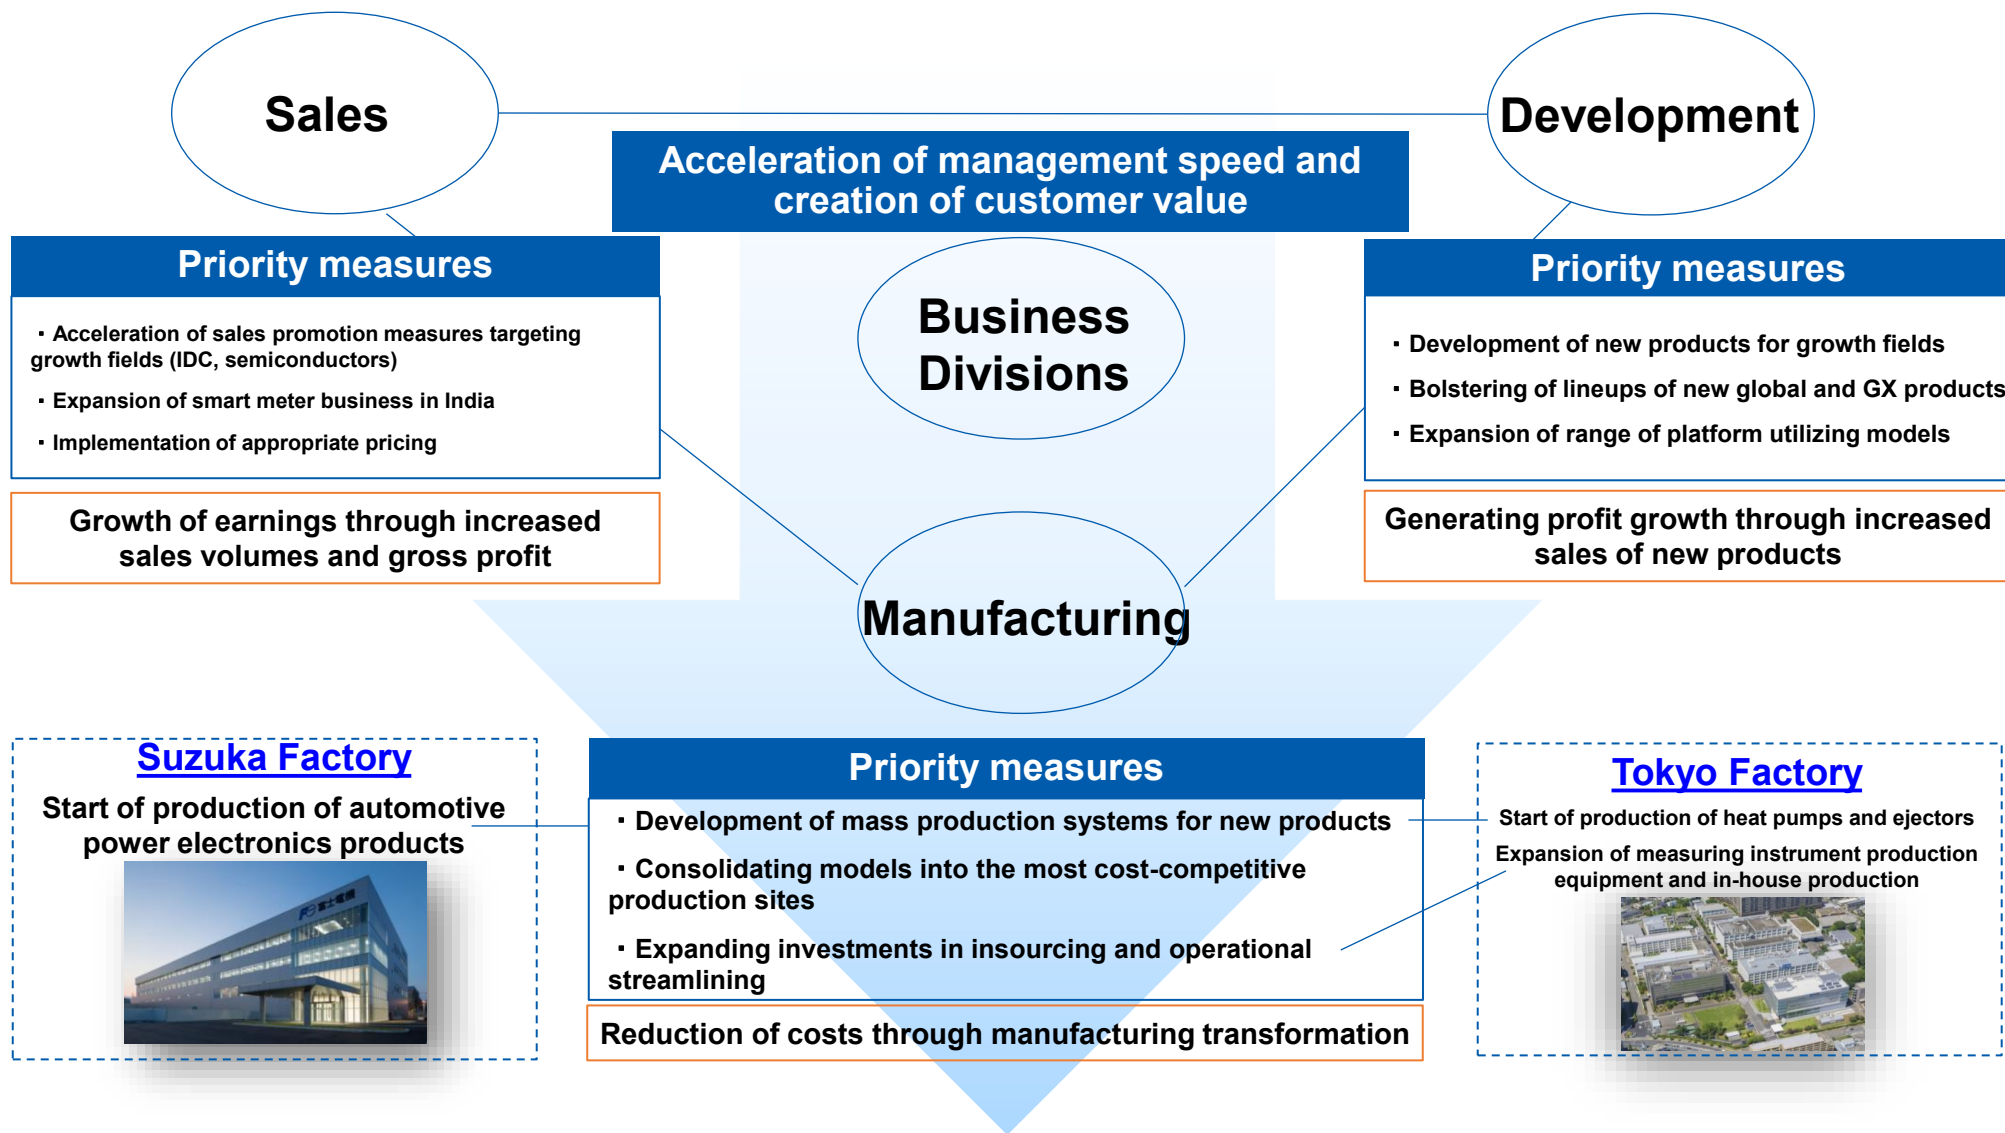 Sales
Development
Acceleration of management speed and
creation of customer value
Priority measures
・Acceleration of sales promotion measures targeting
growth fields (IDC, semiconductors)
・Expansion of smart meter business in India
・Implementation of appropriate pricing
Growth of earnings through increased
sales volumes and gross profit
Business
Divisions
Priority measures
・Development of new products for growth fields
・Bolstering of lineups of new global and GX products
・Expansion of range of platform utilizing models
Generating profit growth through increased
sales of new products
Manufacturing
Suzuka Factory
Start of production of automotive
power electronics products
富士電機
Priority measures
・Development of mass production systems for new products
・Consolidating models into the most cost-competitive
production sites
・Expanding investments in insourcing and operational
streamlining
Reduction of costs through manufacturing transformation
Tokyo Factory
Start of production of heat pumps and ejectors
Expansion of measuring instrument production
equipment and in-house production